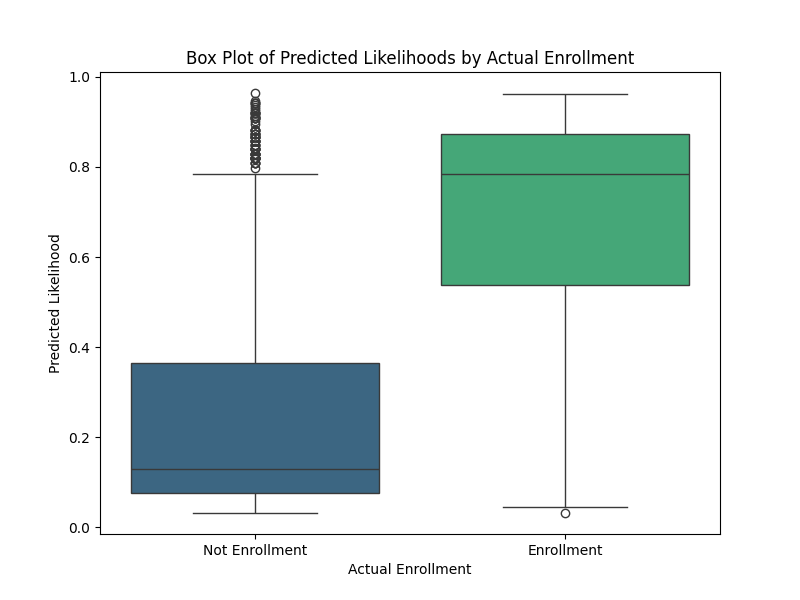 Box Plot of Predicted Likelihoods by Actual Enrollment
1.0
0.8
0.6
0.4
0.2
0.0
Predicted Likelihood
Not Enrollment
Enrollment
Actual Enrollment